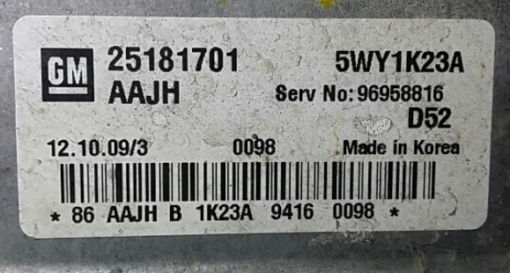 GM 25181701 5WY1K23A
AAJH Serv No: 96958816
D52
12.10.09/3 0098 Made in Korea
* 86 AAJH B 1K23A 9416 0098 *